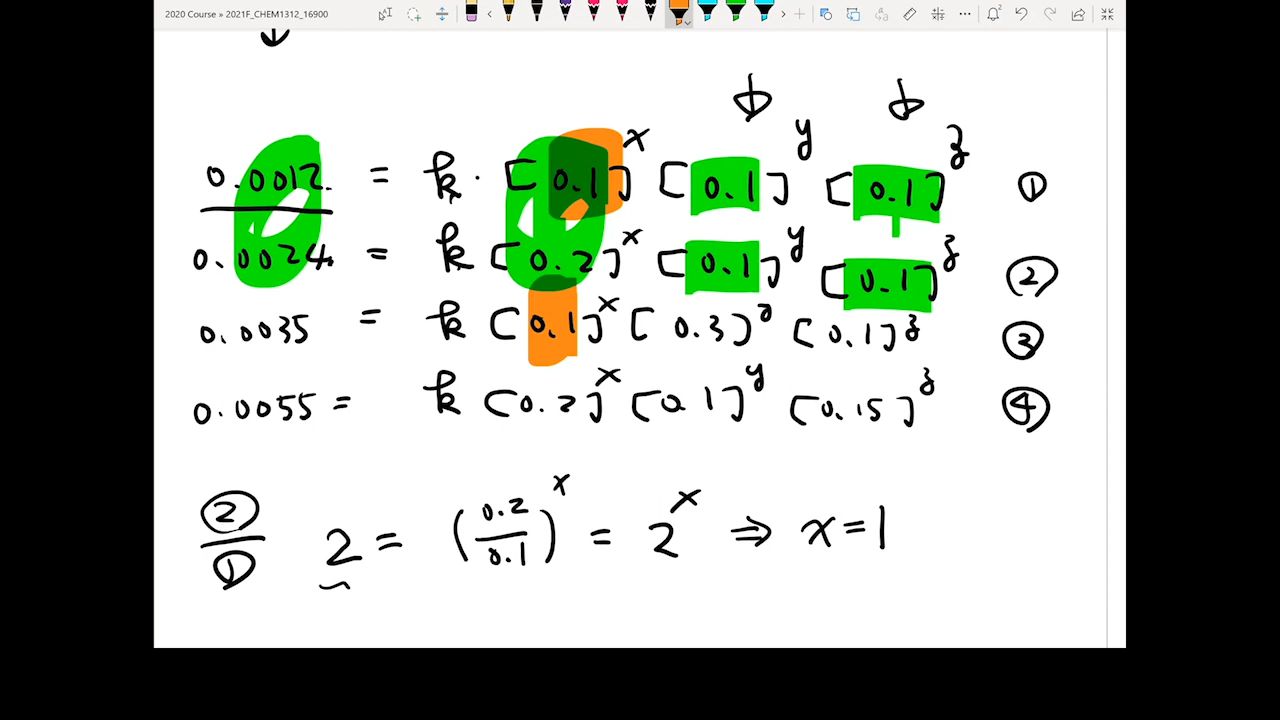 2020 Course » 2021F_CHEM1312_16900
0.0012 = k · [0.1]^x [0.1]^y [0.1]^z ①
0.0024 = k [0.2]^x [0.1]^y [0.1]^z ②
0.0035 = k [0.1]^x [0.3]^y [0.1]^z ③
0.0055 = k [0.2]^x [0.1]^y [0.15]^z ④
②/① 2 = (0.2/0.1)^x = 2^x ⇒ x = 1